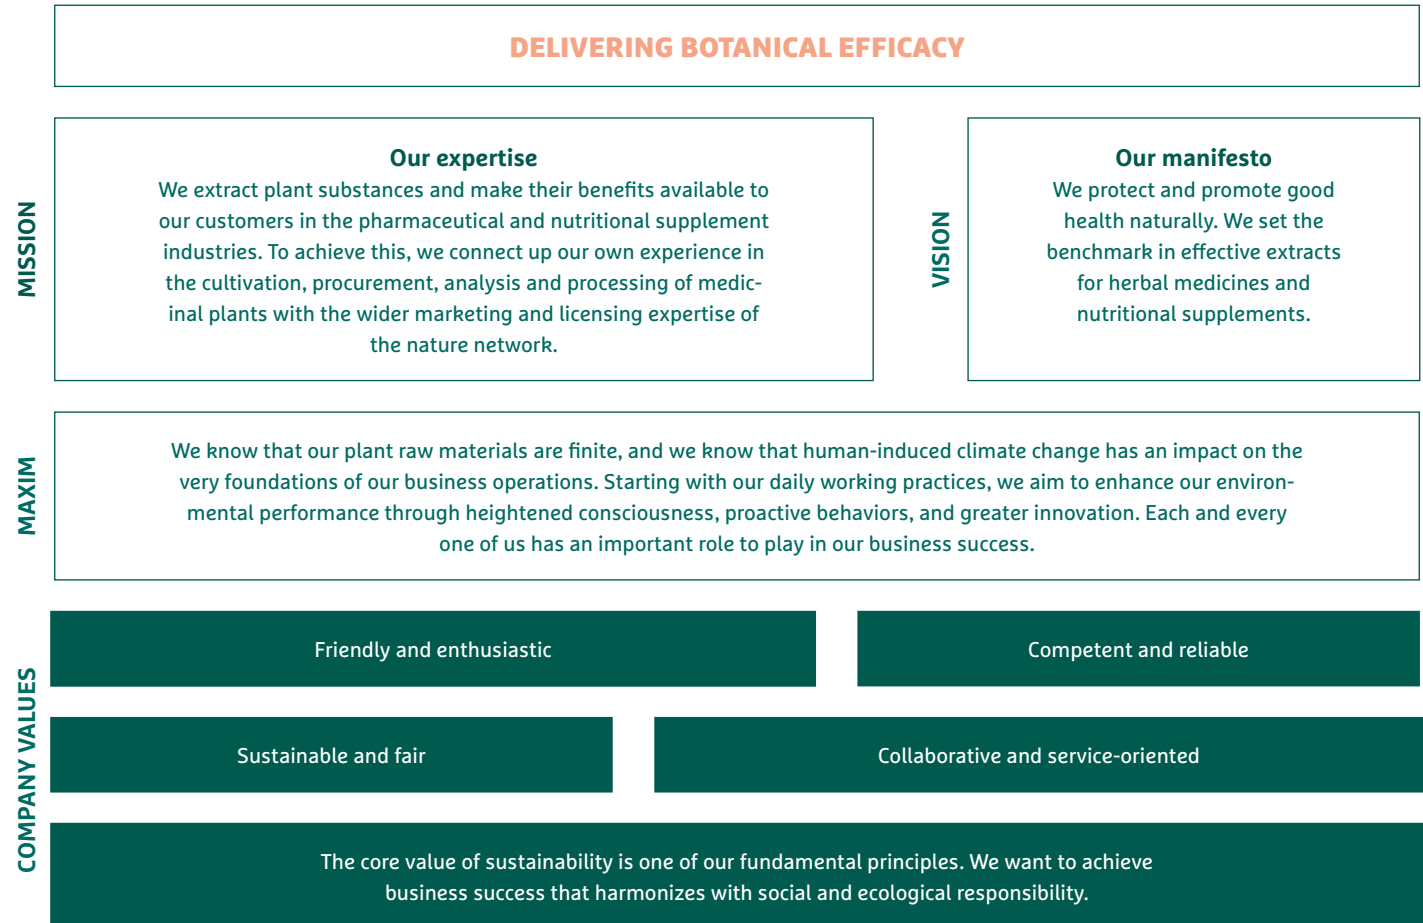 DELIVERING BOTANICAL EFFICACY
MISSION
Our expertise
We extract plant substances and make their benefits available to
our customers in the pharmaceutical and nutritional supplement
industries. To achieve this, we connect up our own experience in
the cultivation, procurement, analysis and processing of medic-
inal plants with the wider marketing and licensing expertise of
the nature network.
VISION
Our manifesto
We protect and promote good
health naturally. We set the
benchmark in effective extracts
for herbal medicines and
nutritional supplements.
MAXIM
We know that our plant raw materials are finite, and we know that human-induced climate change has an impact on the
very foundations of our business operations. Starting with our daily working practices, we aim to enhance our environ-
mental performance through heightened consciousness, proactive behaviors, and greater innovation. Each and every
one of us has an important role to play in our business success.
COMPANY VALUES
Friendly and enthusiastic
Competent and reliable
Sustainable and fair
Collaborative and service-oriented
The core value of sustainability is one of our fundamental principles. We want to achieve
business success that harmonizes with social and ecological responsibility.